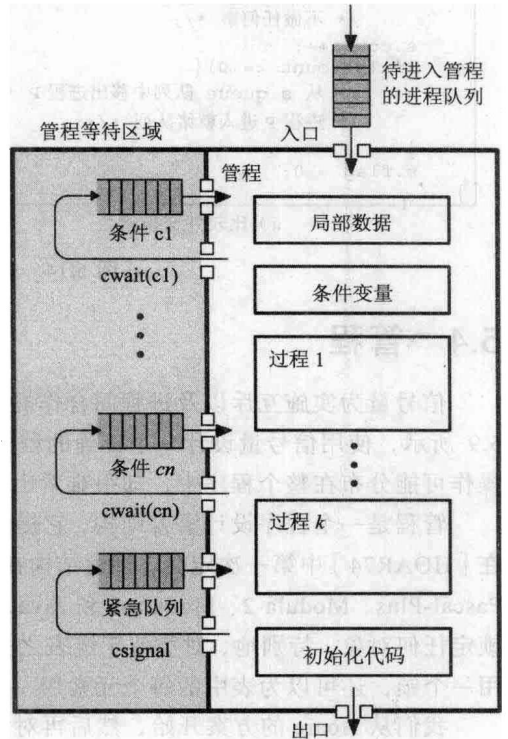 待进入管程
的进程队列
管程等待区域
入口
管程
局部数据
条件 c1
cwait(c1)
条件变量
5.4 管程
过程 1
条件 cn
cwait(cn)
过程 k
紧急队列
csignal
初始化代码
出口